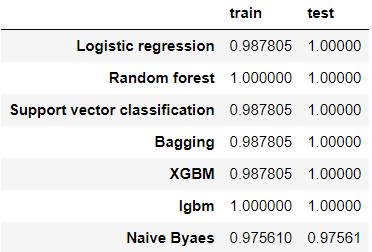 train test
Logistic regression 0.987805 1.00000
Random forest 1.000000 1.00000
Support vector classification 0.987805 1.00000
Bagging 0.987805 1.00000
XGBM 0.987805 1.00000
lgbm 1.000000 1.00000
Naive Byaes 0.975610 0.97561